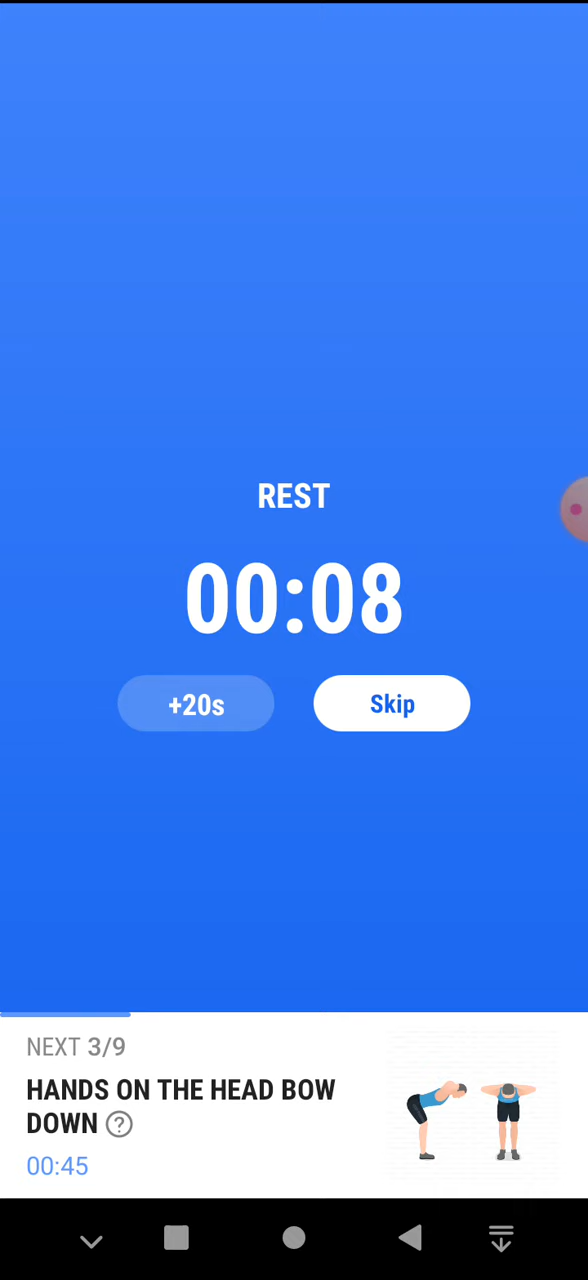 REST
00:08
+20s
Skip
NEXT 3/9
HANDS ON THE HEAD BOW
DOWN ?
00:45